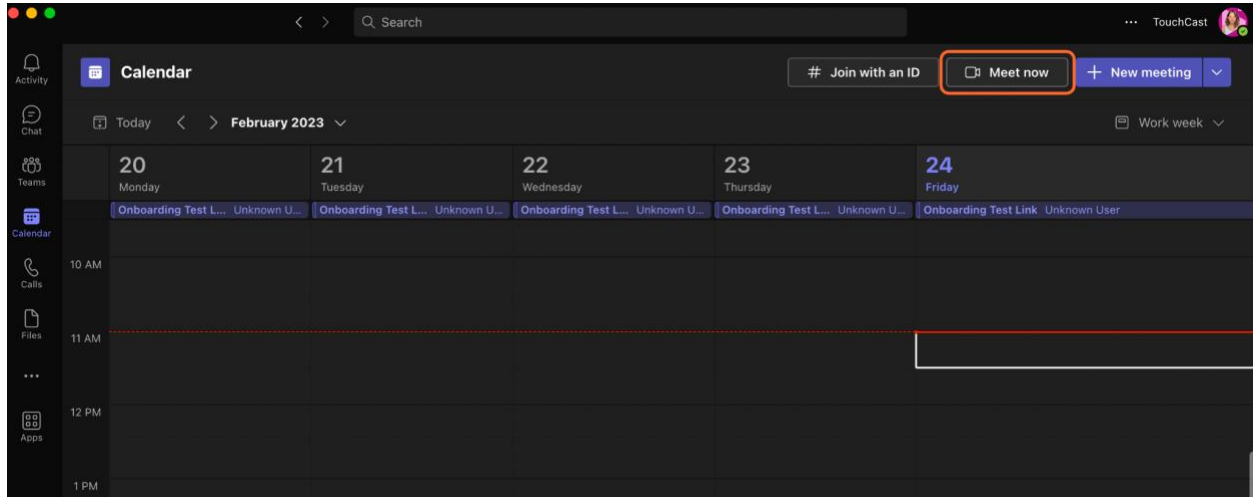 Search
TouchCast
Activity
Chat
Teams
Calendar
Calls
Files
Apps
Calendar
# Join with an ID
Meet now
+ New meeting
Today
February 2023
Work week
20
Monday
21
Tuesday
22
Wednesday
23
Thursday
24
Friday
Onboarding Test L... Unknown U...
Onboarding Test L... Unknown U...
Onboarding Test L... Unknown U...
Onboarding Test L... Unknown U...
Onboarding Test Link Unknown User
10 AM
11 AM
12 PM
1 PM